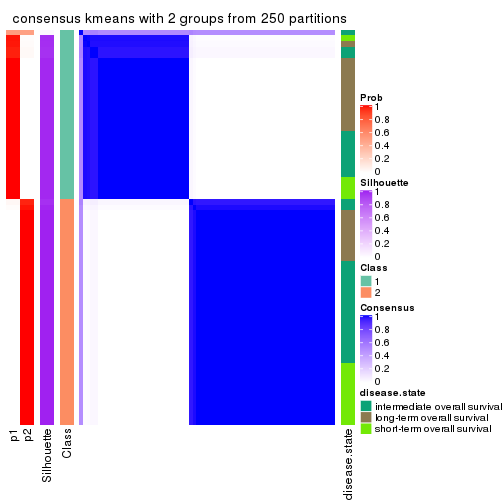 consensus kmeans with 2 groups from 250 partitions
Prob
1
0.8
0.6
0.4
0.2
0
Silhouette
1
0.8
0.6
0.4
0.2
0
Class
1
2
Consensus
1
0.8
0.6
0.4
0.2
0
disease.state
intermediate overall survival
long-term overall survival
short-term overall survival
p1
p2
Silhouette
Class
disease.state